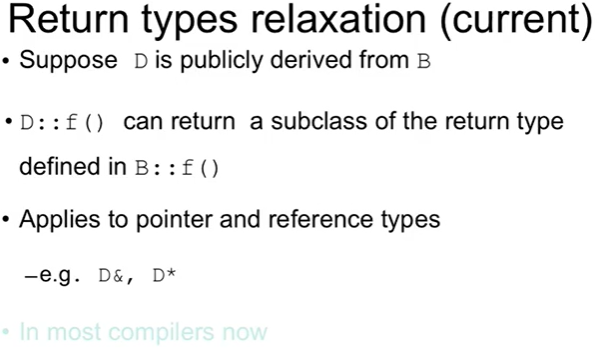 Return types relaxation (current)
• Suppose D is publicly derived from B
• D::f() can return a subclass of the return type
defined in B::f()
• Applies to pointer and reference types
–e.g. D&, D*
• In most compilers now